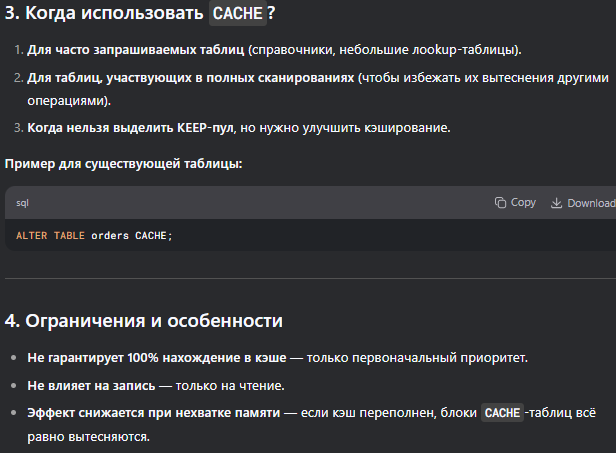 3. Когда использовать CACHE?
1. Для часто запрашиваемых таблиц (справочники, небольшие lookup-таблицы).
2. Для таблиц, участвующих в полных сканированиях (чтобы избежать их вытеснения другими
операциями).
3. Когда нельзя выделить KEEP-пул, но нужно улучшить кэширование.
Пример для существующей таблицы:
sql Copy Download
ALTER TABLE orders CACHE;
4. Ограничения и особенности
• Не гарантирует 100% нахождение в кэше — только первоначальный приоритет.
• Не влияет на запись — только на чтение.
• Эффект снижается при нехватке памяти — если кэш переполнен, блоки CACHE-таблиц всё
равно вытесняются.